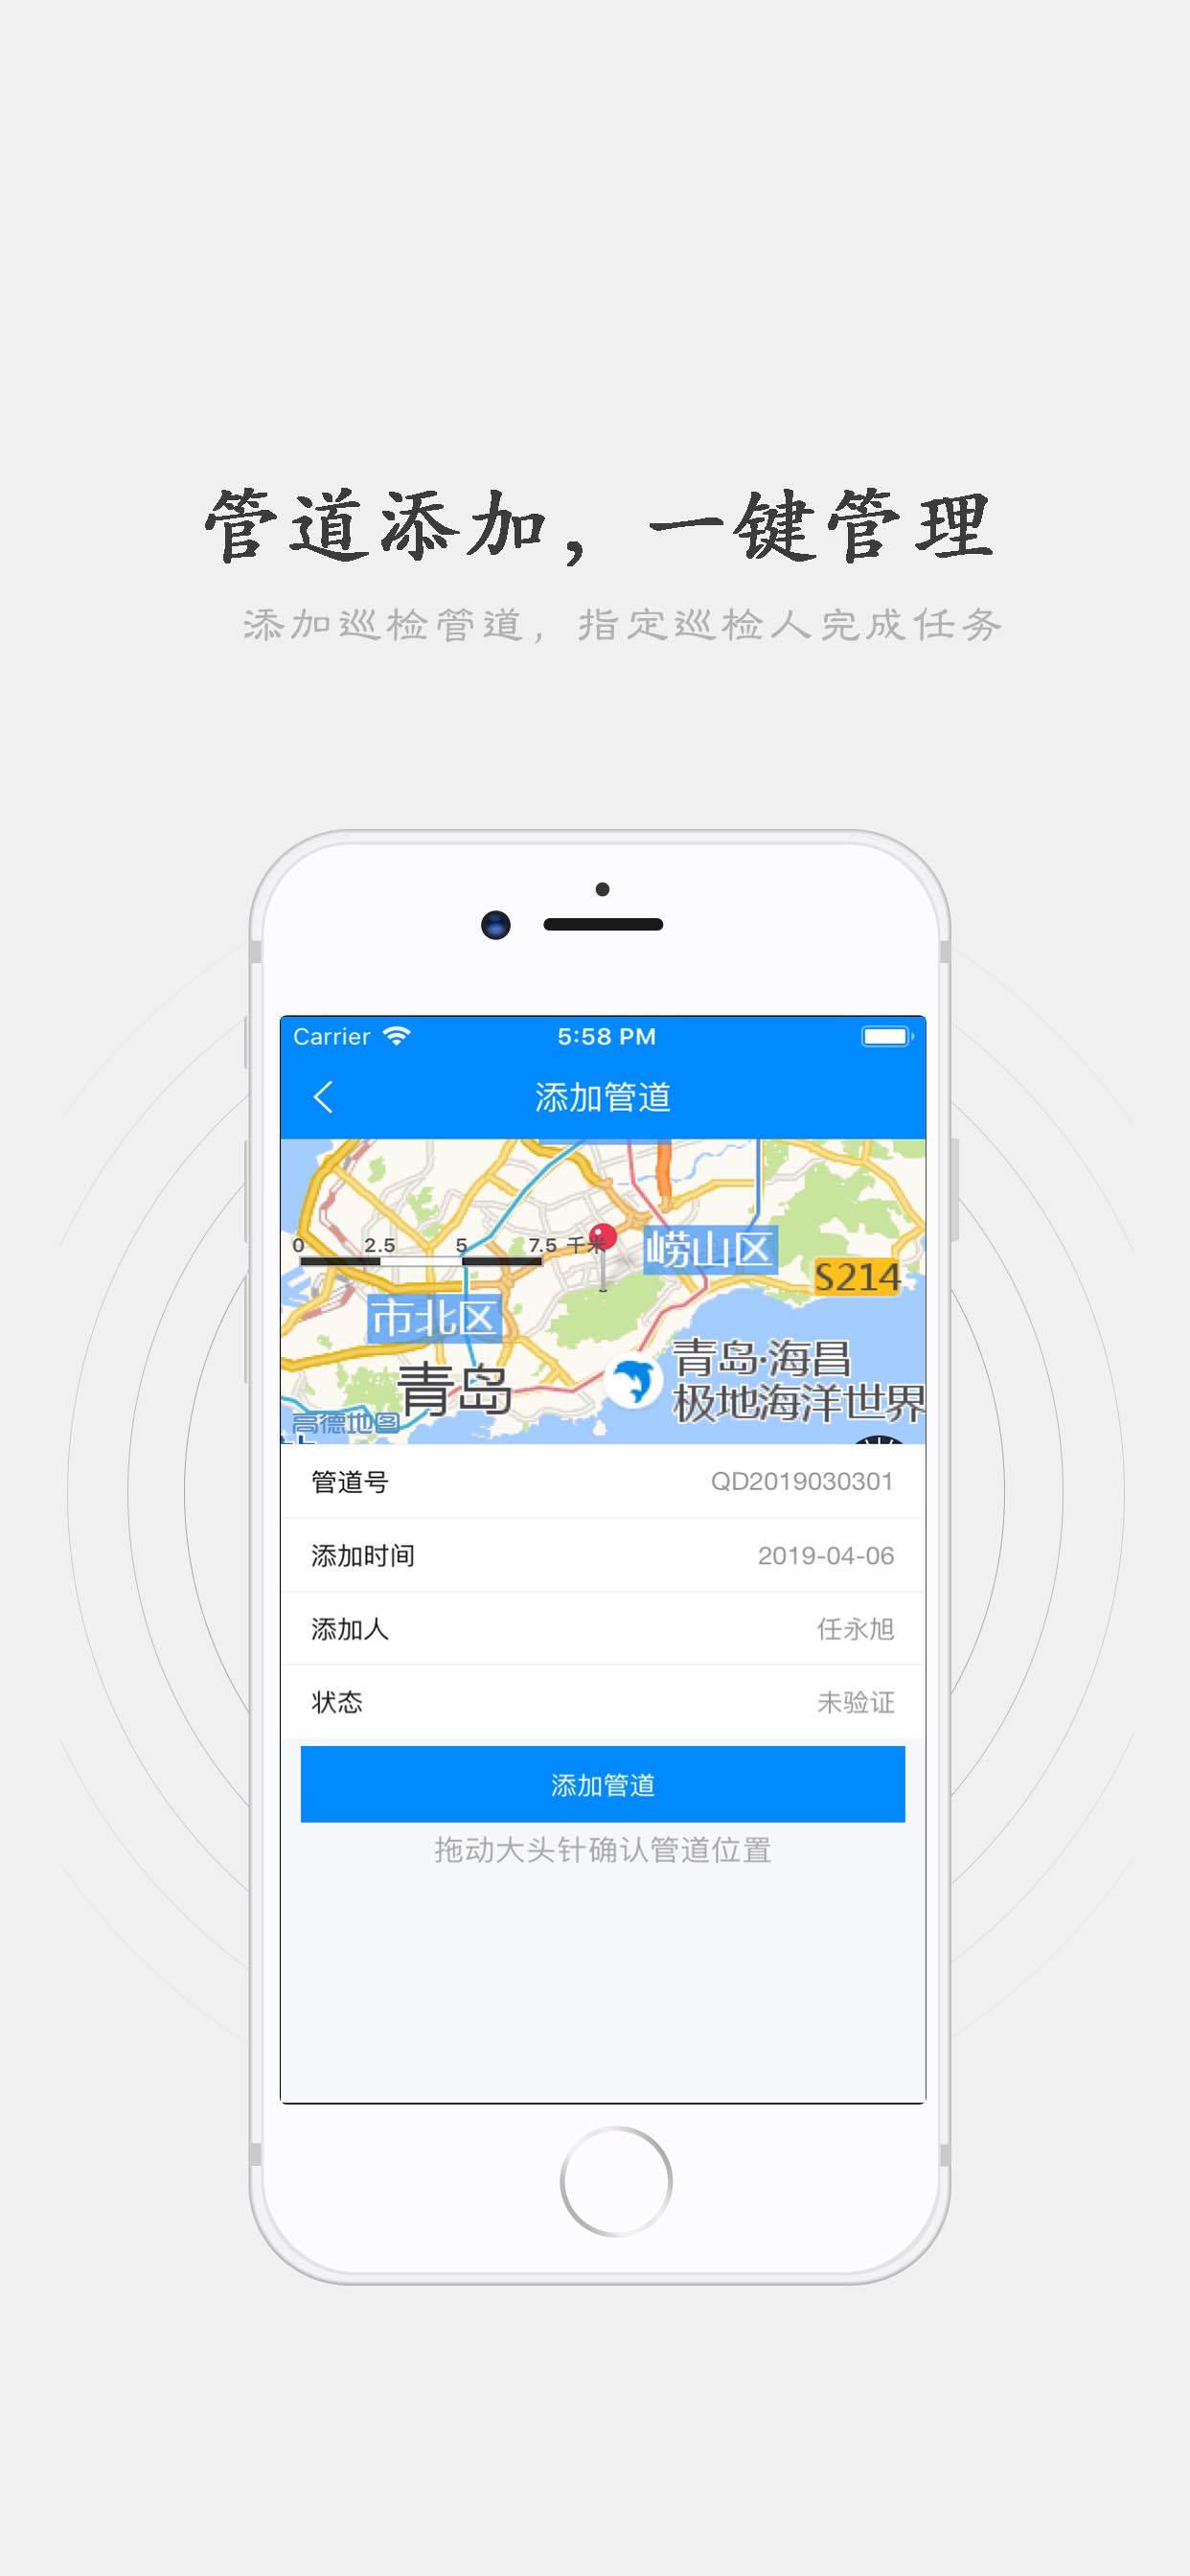 管道添加，一键管理
添加巡检管道，指定巡检人完成任务
Carrier 5:58 PM
添加管道
0 2.5 5 7.5 千米
崂山区
S214
市北区
青岛·海昌
极地海洋世界
青岛
高德地图
管道号 QD2019030301
添加时间 2019-04-06
添加人 任永旭
状态 未验证
添加管道
拖动大头针确认管道位置